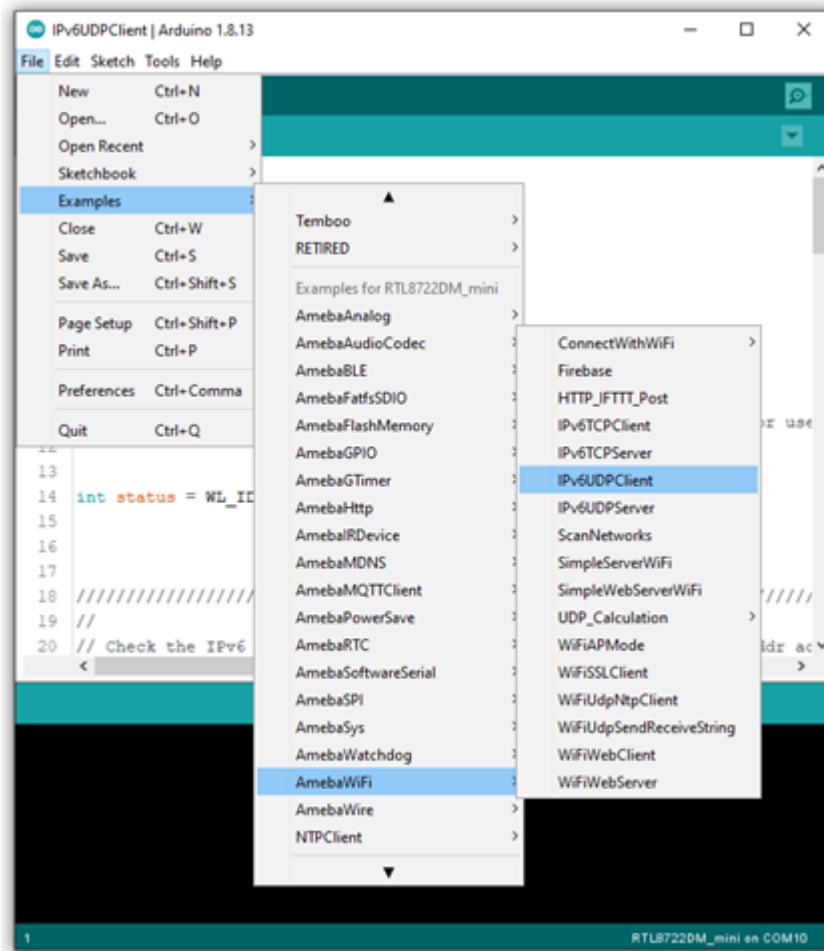 IPv6UDPClient | Arduino 1.8.13
File Edit Sketch Tools Help
New Ctrl+N
Open... Ctrl+O
Open Recent
Sketchbook
Examples
Close Ctrl+W
Save Ctrl+S
Save As... Ctrl+Shift+S
Page Setup Ctrl+Shift+P
Print Ctrl+P
Preferences Ctrl+Comma
Quit Ctrl+Q
Temboo
RETIRED
Examples for RTL8722DM_mini
AmebaAnalog
AmebaAudioCodec
AmebaBLE
AmebaFatfsSDIO
AmebaFlashMemory
AmebaGPIO
AmebaGTimer
AmebaHttp
AmebaIRDevice
AmebaMDNS
AmebaMQTTClient
AmebaPowerSave
AmebaRTC
AmebaSoftwareSerial
AmebaSPI
AmebaSys
AmebaWatchdog
AmebaWiFi
AmebaWire
NTPClient
ConnectWithWiFi
Firebase
HTTP_IFTTT_Post
IPv6TCPClient
IPv6TCPServer
IPv6UDPClient
IPv6UDPServer
ScanNetworks
SimpleServerWiFi
SimpleWebServerWiFi
UDP_Calculation
WiFiAPMode
WiFiSSLClient
WiFiUdpNtpClient
WiFiUdpSendReceiveString
WiFiWebClient
WiFiWebServer
or use
13
14 int status = WL_ID
15
16
17
18 ////////////////// /////
19 //
20 // Check the IPv6 ddr ac
1 RTL8722DM_mini on COM10